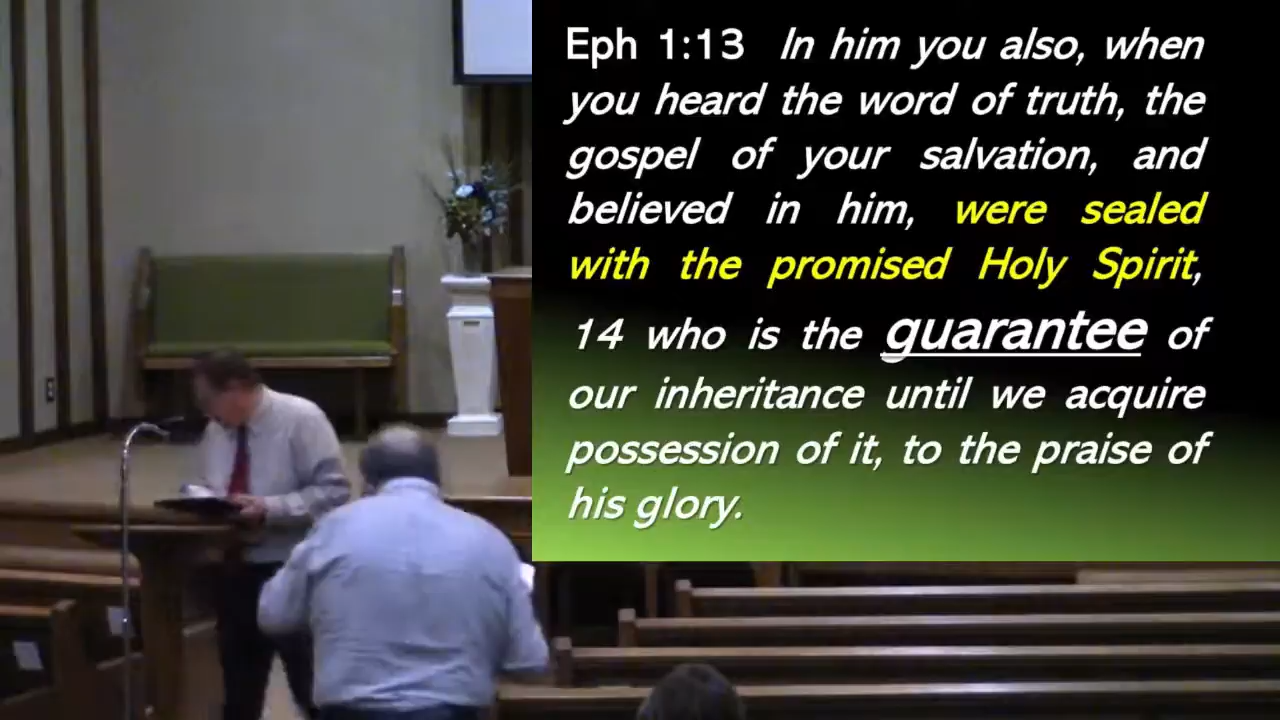 Eph 1:13 In him you also, when
you heard the word of truth, the
gospel of your salvation, and
believed in him, were sealed
with the promised Holy Spirit,
14 who is the guarantee of
our inheritance until we acquire
possession of it, to the praise of
his glory.